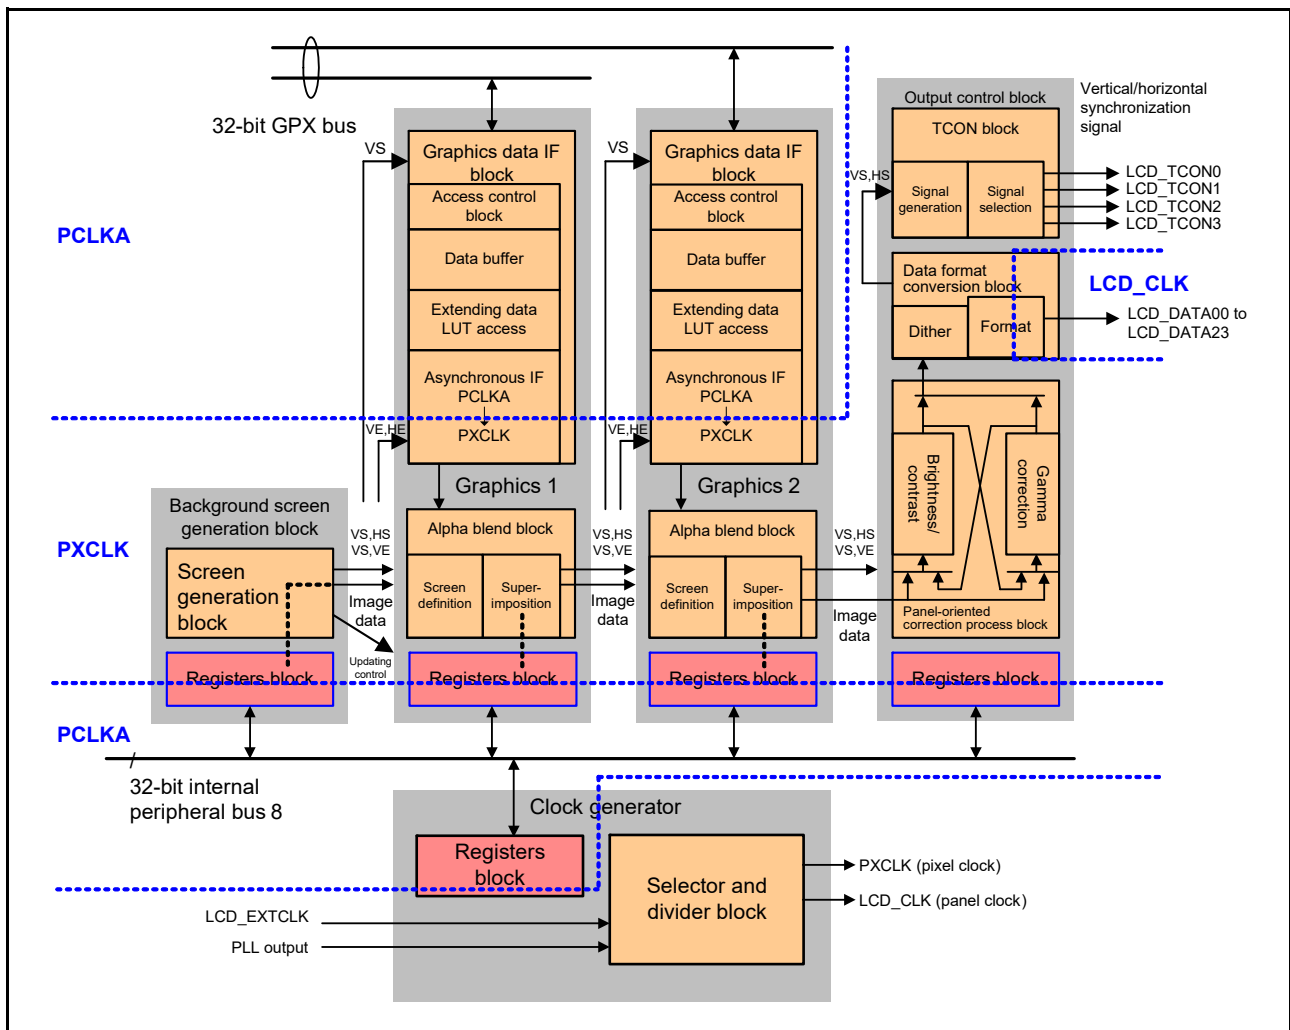 32-bit GPX bus
VS
Graphics data IF
block
Access control
block
Data buffer
Extending data
LUT access
Asynchronous IF
PCLKA
PXCLK
VE,HE
Graphics 1
VS
Graphics data IF
block
Access control
block
Data buffer
Extending data
LUT access
Asynchronous IF
PCLKA
PXCLK
VE,HE
Graphics 2
Output control block
TCON block
VS,HS
Signal
generation
Signal
selection
Vertical/horizontal
synchronization
signal
LCD_TCON0
LCD_TCON1
LCD_TCON2
LCD_TCON3
PCLKA
Data format
conversion block
Dither
Format
LCD_CLK
LCD_DATA00 to
LCD_DATA23
Brightness/
contrast
Gamma
correction
Panel-oriented
correction process block
PXCLK
Background screen
generation block
Screen
generation
block
VS,HS
VS,VE
Image
data
Updating
control
Alpha blend block
Screen
definition
Super-
imposition
VS,HS
VS,VE
Image
data
Alpha blend block
Screen
definition
Super-
imposition
VS,HS
VS,VE
Image
data
Registers block
Registers block
Registers block
Registers block
PCLKA
32-bit internal
peripheral bus 8
Clock generator
Registers
block
Selector and
divider block
PXCLK (pixel clock)
LCD_CLK (panel clock)
LCD_EXTCLK
PLL output